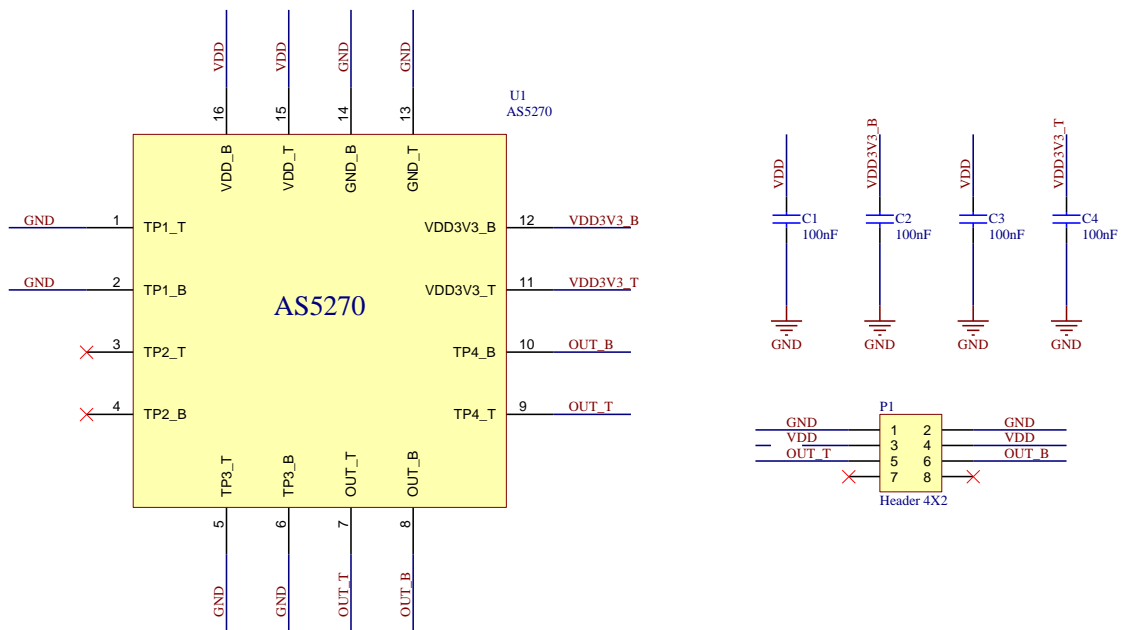 VDD
VDD
GND
GND
16
15
14
13
U1
AS5270
VDD_B
VDD_T
GND_B
GND_T
GND
1
TP1_T
VDD3V3_B
12
VDD3V3_B
GND
2
TP1_B
VDD3V3_T
11
VDD3V3_T
AS5270
3
TP2_T
TP4_B
10
OUT_B
4
TP2_B
TP4_T
9
OUT_T
TP3_T
TP3_B
OUT_T
OUT_B
5
6
7
8
GND
GND
OUT_T
OUT_B
VDD
VDD3V3_B
VDD
VDD3V3_T
C1
100nF
C2
100nF
C3
100nF
C4
100nF
GND
GND
GND
GND
P1
GND
1
2
GND
VDD
3
4
VDD
OUT_T
5
6
OUT_B
7
8
Header 4X2